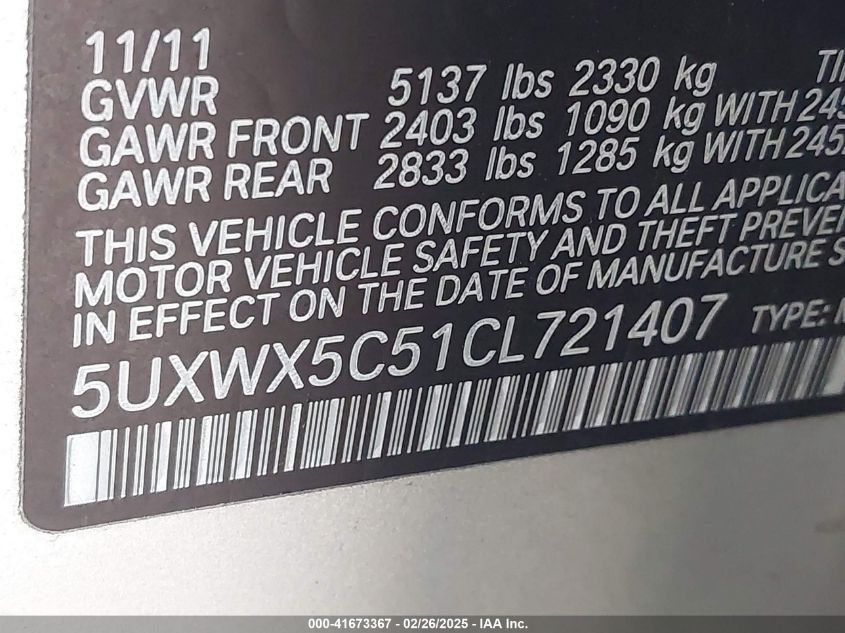 11/11
GVWR 5137 lbs 2330 kg
GAWR FRONT 2403 lbs 1090 kg WITH
GAWR REAR 2833 lbs 1285 kg WITH
THIS VEHICLE CONFORMS TO ALL
MOTOR VEHICLE SAFETY AND THEFT
IN EFFECT ON THE DATE OF MANUFACTURE
5UXWX5C51CL721407 TYPE:
000-41673367 - 02/26/2025 - IAA Inc.